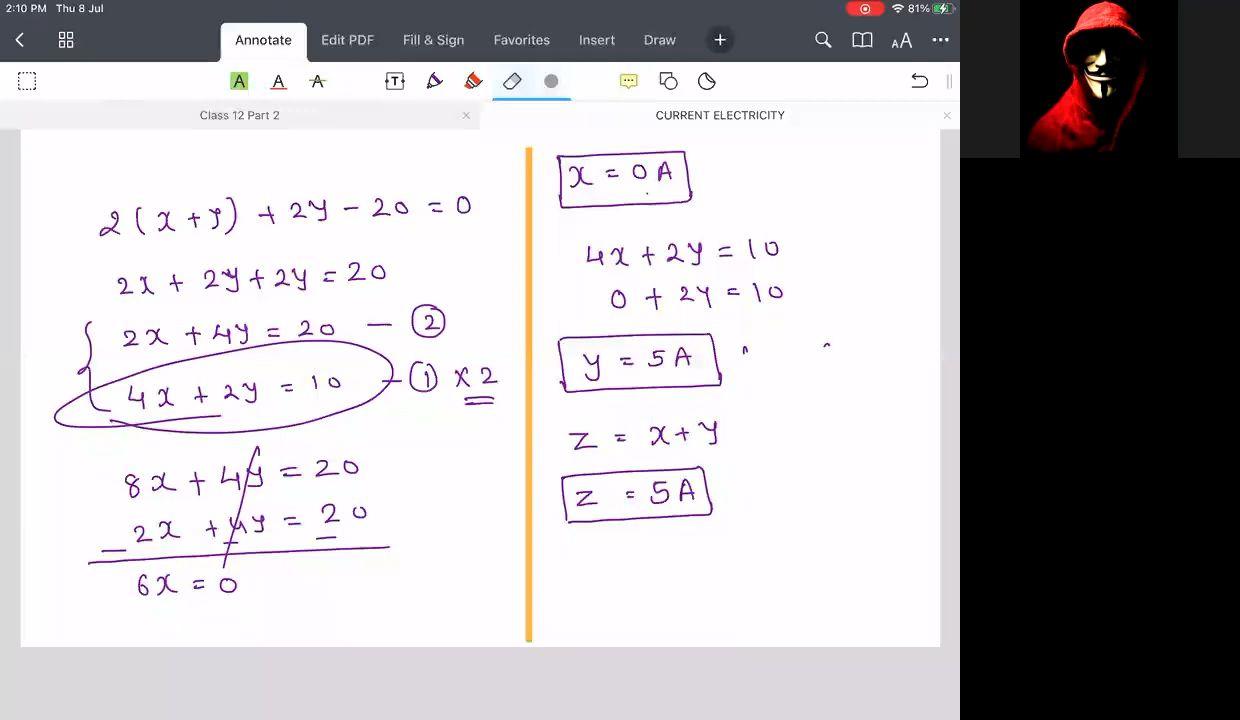 2:10 PM Thu 8 Jul
81%
Annotate Edit PDF Fill & Sign Favorites Insert Draw
Class 12 Part 2
CURRENT ELECTRICITY
2(x+y) + 2y - 20 = 0
2x + 2y + 2y = 20
2x + 4y = 20 — ②
4x + 2y = 10 — ① × 2
8x + 4y = 20
2x + 4y = 20
6x = 0
x = 0 A
4x + 2y = 10
0 + 2y = 10
y = 5 A
z = x + y
z = 5 A